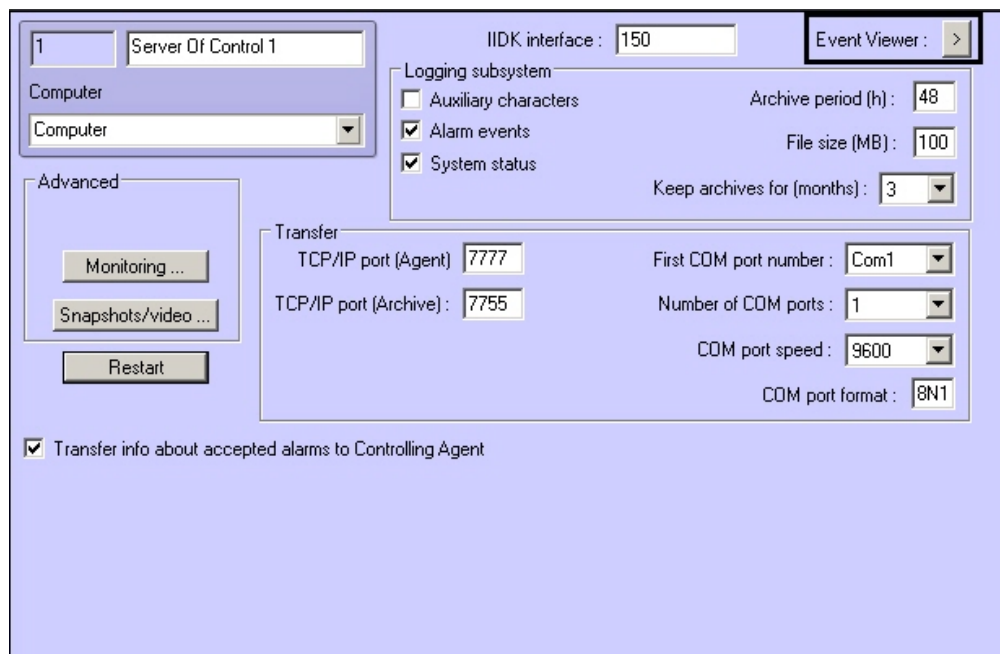 1
Server Of Control 1
Computer
Computer
IIDK interface : 150
Event Viewer : >
Logging subsystem
Auxiliary characters
Alarm events
System status
Archive period (h) : 48
File size (MB) : 100
Keep archives for (months) : 3
Advanced
Monitoring ...
Snapshots/video ...
Restart
Transfer
TCP/IP port (Agent) 7777
TCP/IP port (Archive) : 7755
First COM port number : Com1
Number of COM ports : 1
COM port speed : 9600
COM port format : 8N1
Transfer info about accepted alarms to Controlling Agent